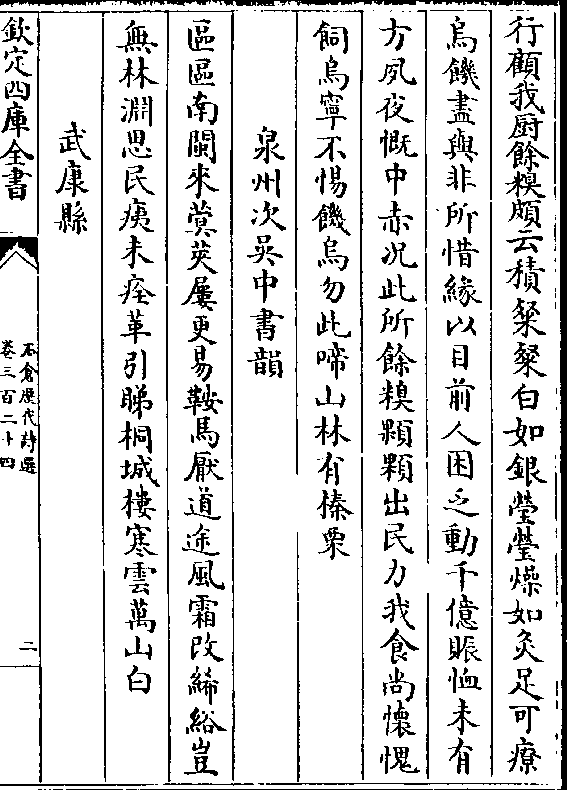 行顧我厨餘糗頗云積粲粲白如銀瑩瑩燥如灸足可療
烏饑盡與非所惜緣以目前人困乏動千億賑恤未有
方夙夜慨中赤况此所餘糗顆顆出民力我食尚懷愧
飼烏寧不惕饑烏勿此啼山林有榛栗
泉州次吳中書韻
區區南閩來蓂莢屢更易鞍馬厭道途風霜改絺綌豈
無林淵思民痍未痊革引睇桐城樓寒雲萬山白
武康縣
欽定四庫全書
石倉歷代詩選
卷三百二十四
二